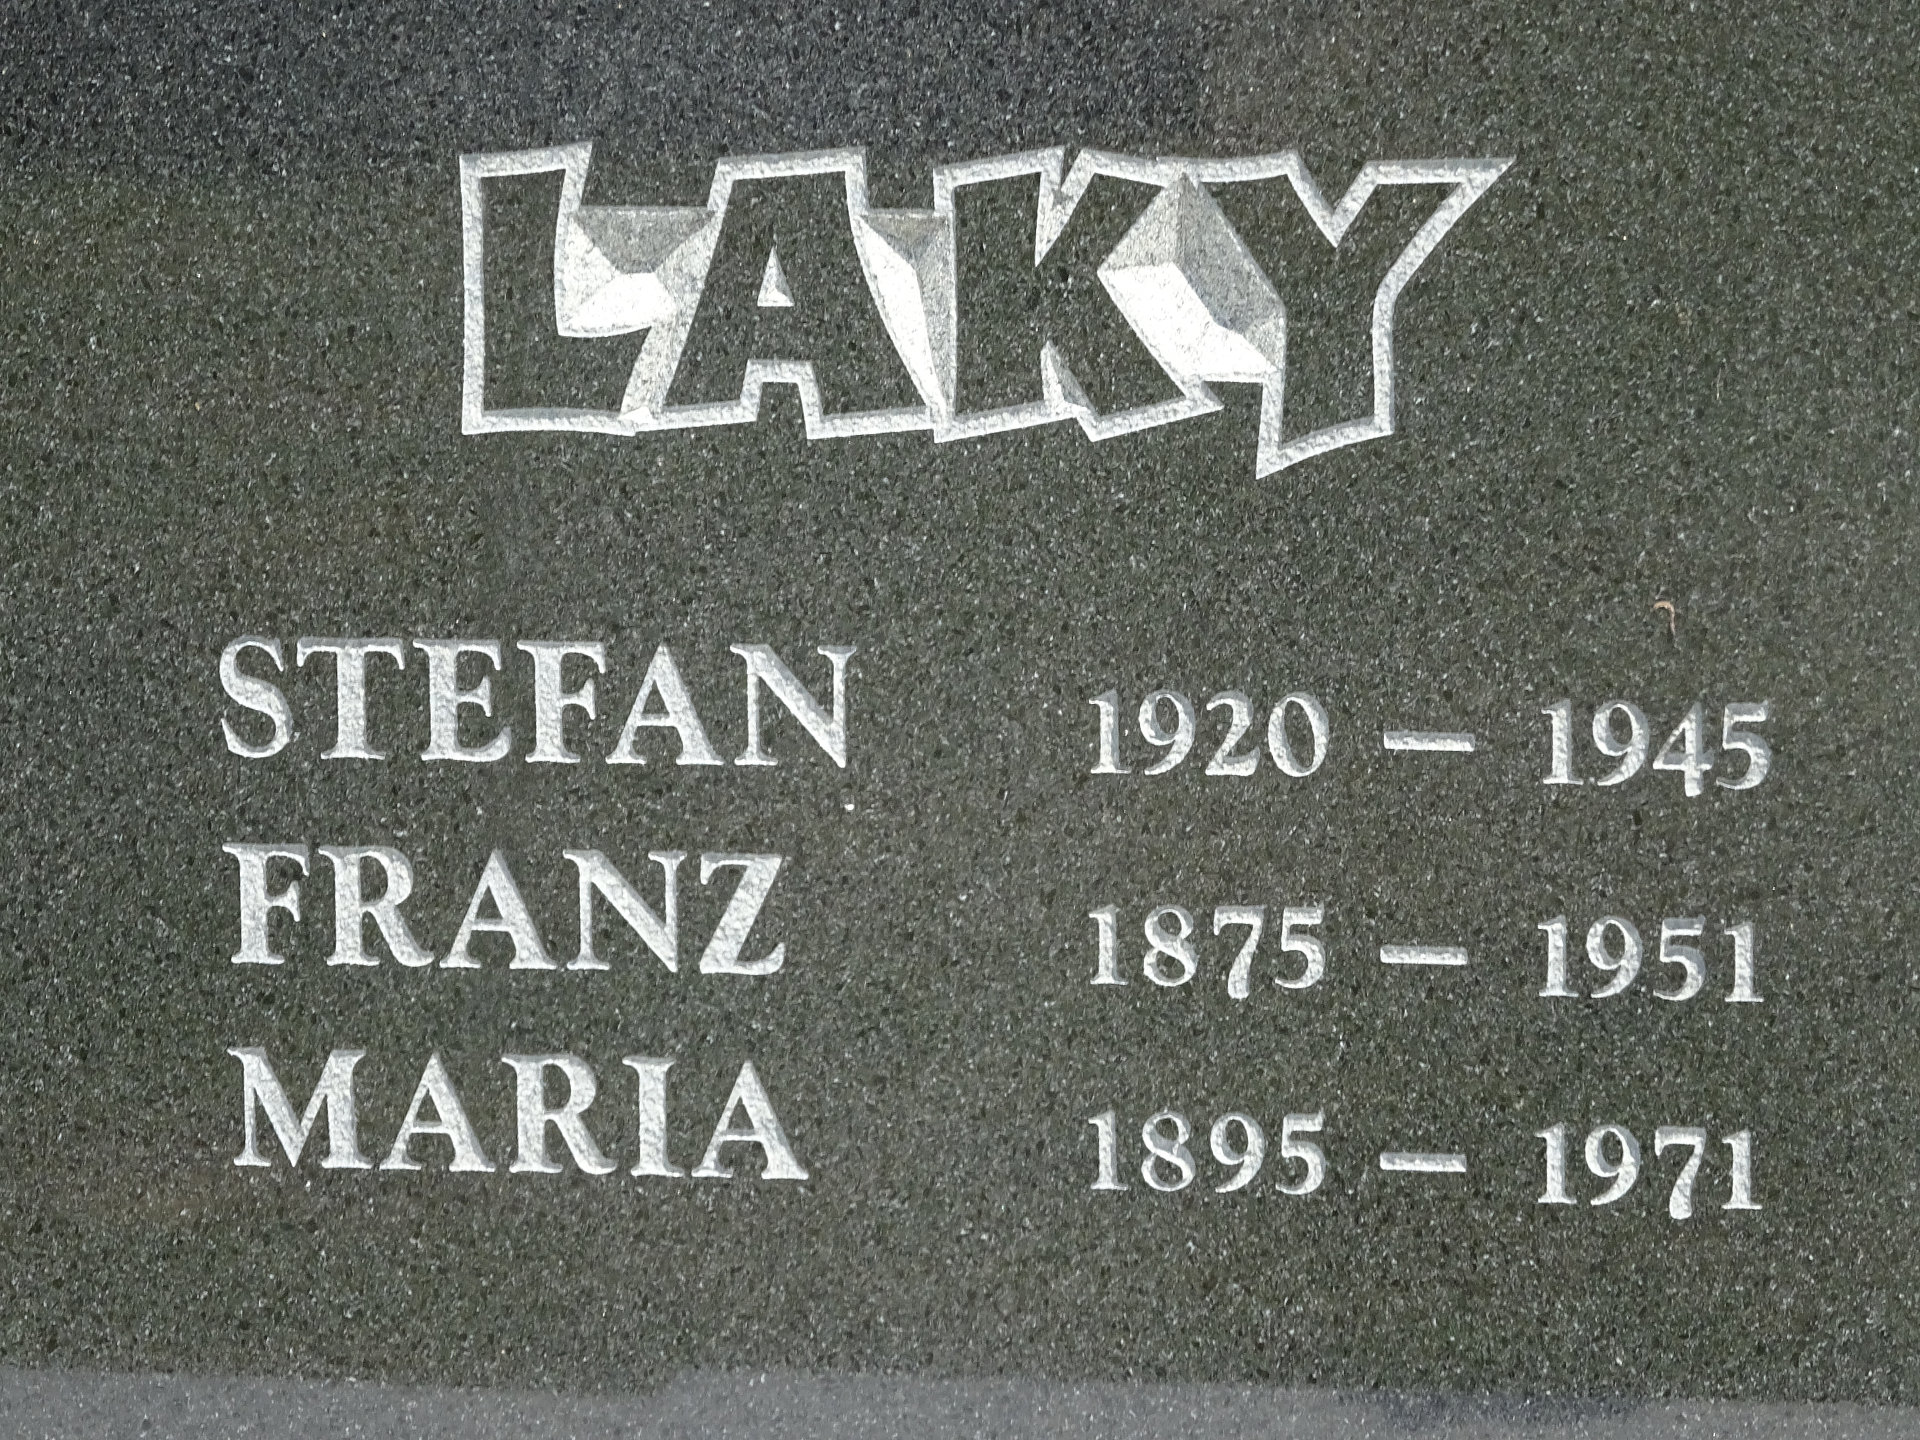 LAKY
STEFAN 1920 – 1945
FRANZ 1875 – 1951
MARIA 1895 – 1971